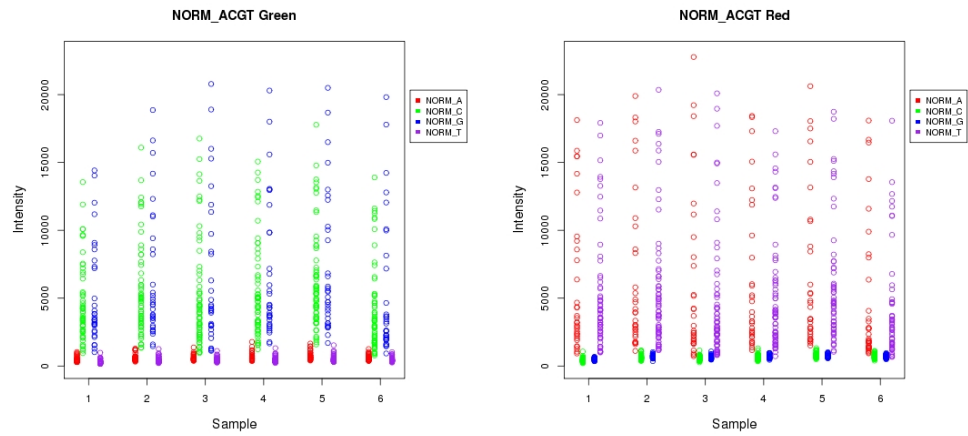 NORM_ACGT Green
Intensity
20000
15000
10000
5000
0
NORM_A
NORM_C
NORM_G
NORM_T
1 2 3 4 5 6
Sample
NORM_ACGT Red
Intensity
20000
15000
10000
5000
0
NORM_A
NORM_C
NORM_G
NORM_T
1 2 3 4 5 6
Sample